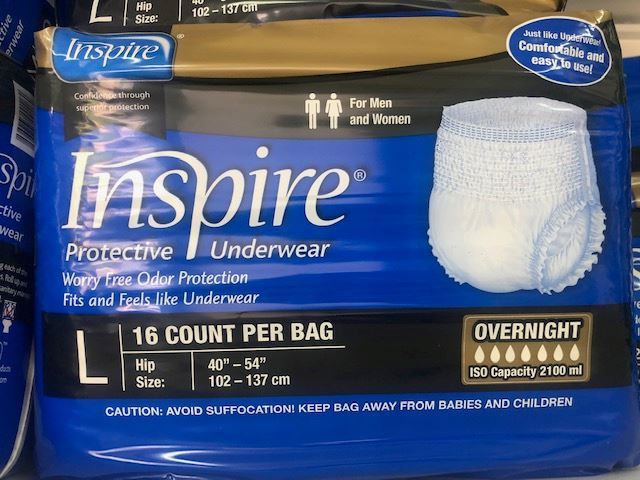 Hip
Size:
102 - 137 cm
Inspire®
Confidence through
superior protection
Just like Underwear!
Comfortable and
easy to use!
For Men
and Women
Inspire®
Protective Underwear
Worry Free Odor Protection
Fits and Feels like Underwear
L
16 COUNT PER BAG
Hip
Size:
40” – 54”
102 – 137 cm
OVERNIGHT
ISO Capacity 2100 ml
CAUTION: AVOID SUFFOCATION! KEEP BAG AWAY FROM BABIES AND CHILDREN